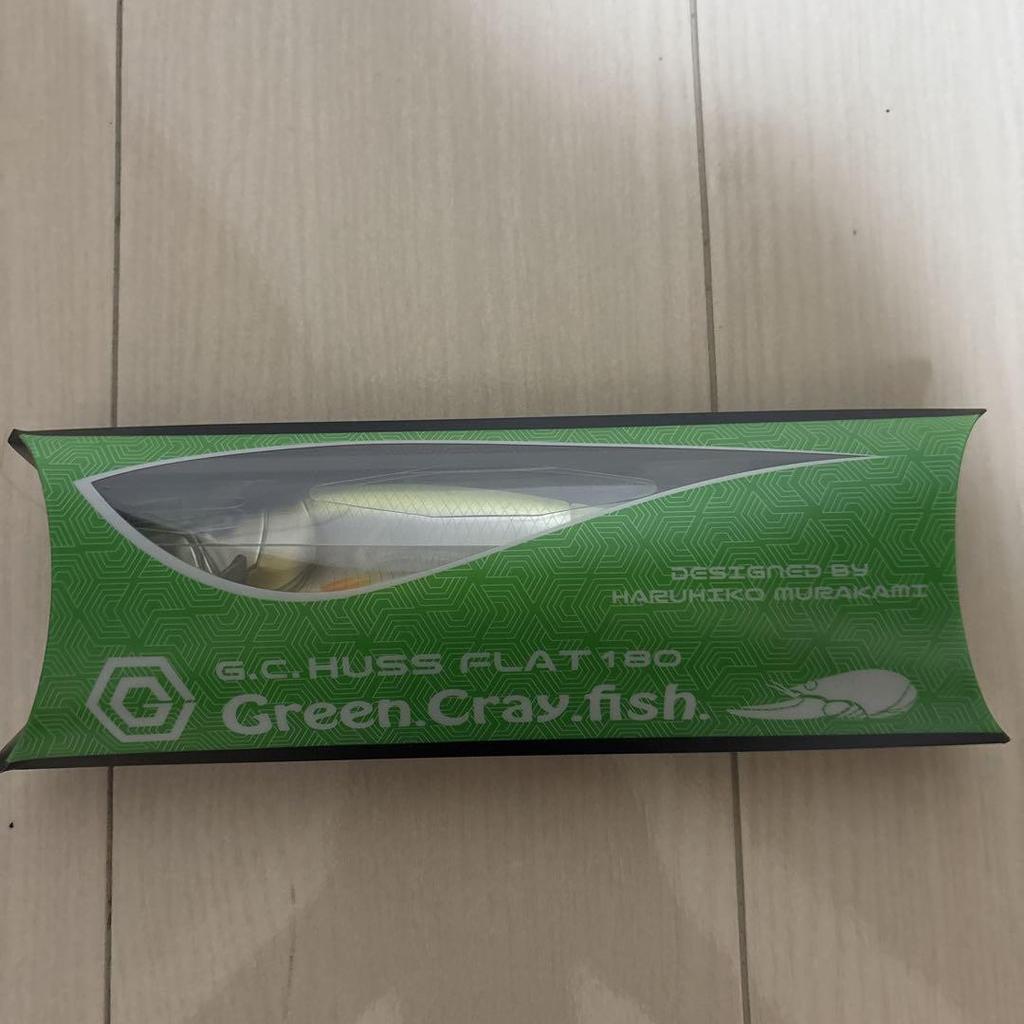 DESIGNED BY
HARUHIKO MURAKAMI
G.C.HUSS FLAT 180
Green.Cray.fish.